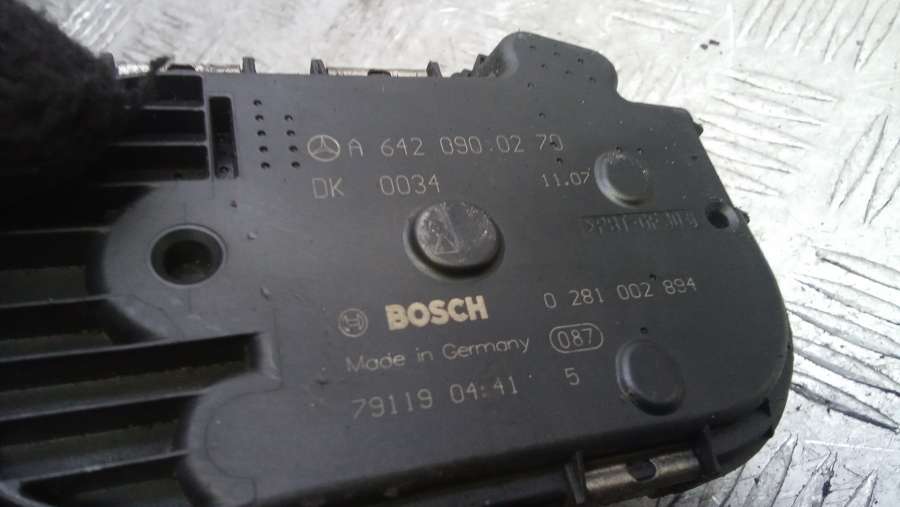 A 642 090 02 70
DK 0034 11.07
BOSCH 0 281 002 894
Made in Germany 087
79119 04:41 5